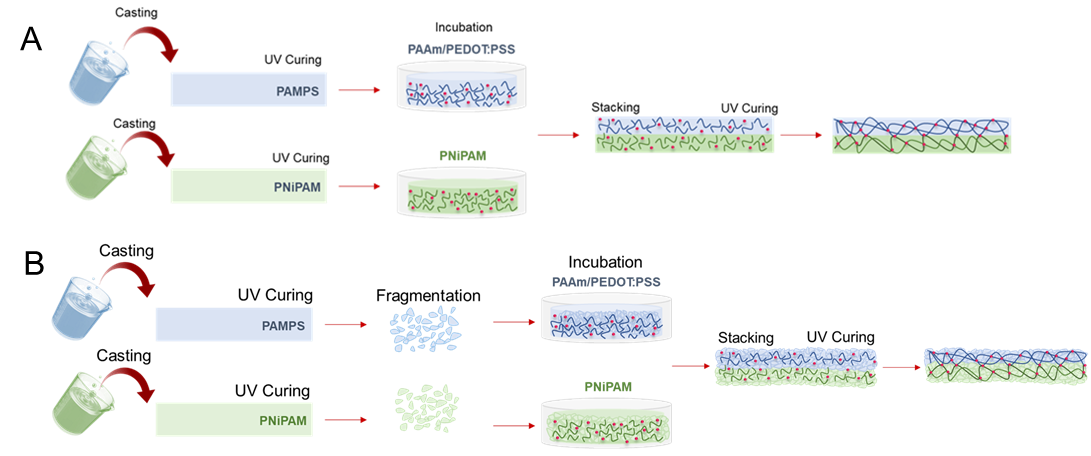 A
Casting
UV Curing
PAMPS
Incubation
PAAm/PEDOT:PSS
Casting
UV Curing
PNiPAM
PNiPAM
Stacking
UV Curing
B
Casting
UV Curing
PAMPS
Fragmentation
Incubation
PAAm/PEDOT:PSS
Casting
UV Curing
PNiPAM
PNiPAM
Stacking
UV Curing